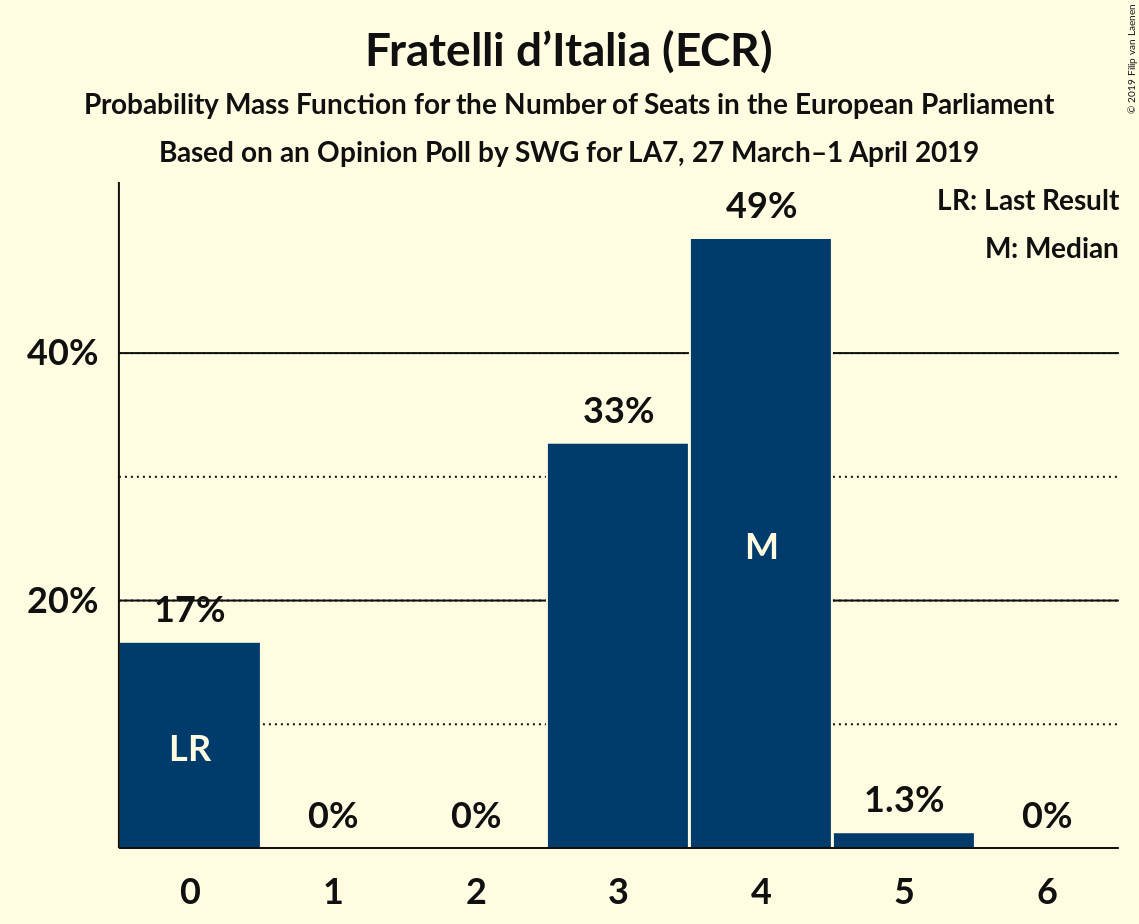 Fratelli d’Italia (ECR)
Probability Mass Function for the Number of Seats in the European Parliament
Based on an Opinion Poll by SWG for LA7, 27 March–1 April 2019
© 2019 Filip van Laenen
LR: Last Result
M: Median
49%
40%
33%
M
20%
17%
LR
0%
0%
1.3%
0%
0 1 2 3 4 5 6